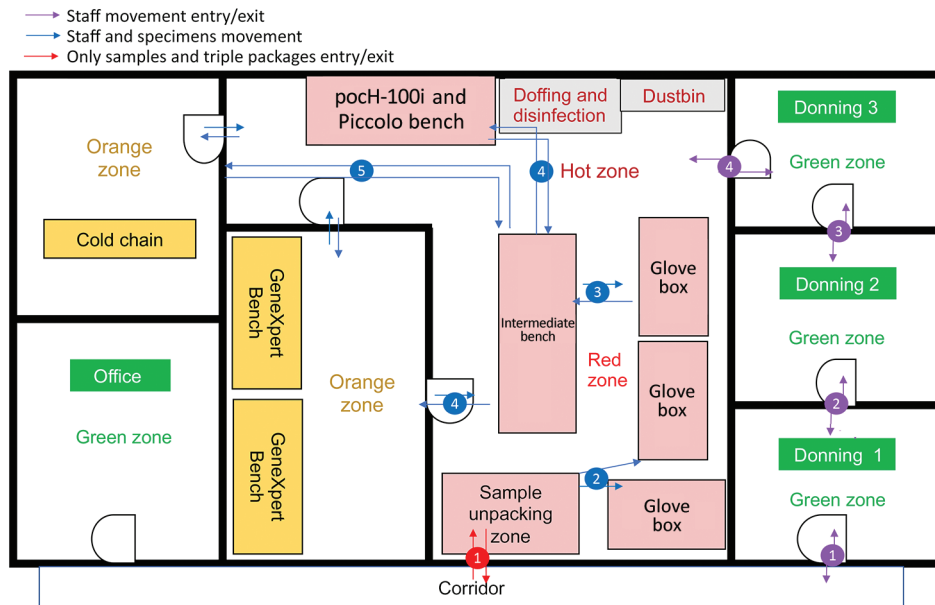 Staff movement entry/exit
Staff and specimens movement
Only samples and triple packages entry/exit
pocH-100i and
Piccolo bench
Doffing and
disinfection
Dustbin
Donning 3
Green zone
Orange
zone
5
4
Hot zone
4
3
Cold chain
GeneXpert
Bench
Intermediate
bench
3
Glove
box
Donning 2
Green zone
Red
zone
Office
Green zone
Orange
zone
4
Glove
box
2
GeneXpert
Bench
Sample
unpacking
zone
2
Glove
box
Donning 1
Green zone
1
1
Corridor